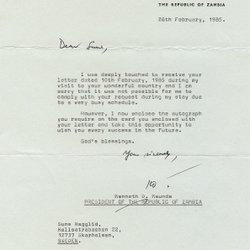 THE REPUBLIC OF ZAMBIA
26th February, 1985.
Dear Sune,
I was deeply touched to receive your
letter dated 10th February, 1985 during my
visit to your wonderful country and I am
sorry that it was not possible for me to
comply with your request during my stay due
to a very busy schedule.
However, I now enclose the autograph
you require on the card you enclosed with
your letter and take this opportunity to
wish you every success in the future.
God's blessings.
Yours sincerely,
Kenneth D. Kaunda
PRESIDENT OF THE REPUBLIC OF ZAMBIA
Sune Hagglid,
32737
SWEDEN.